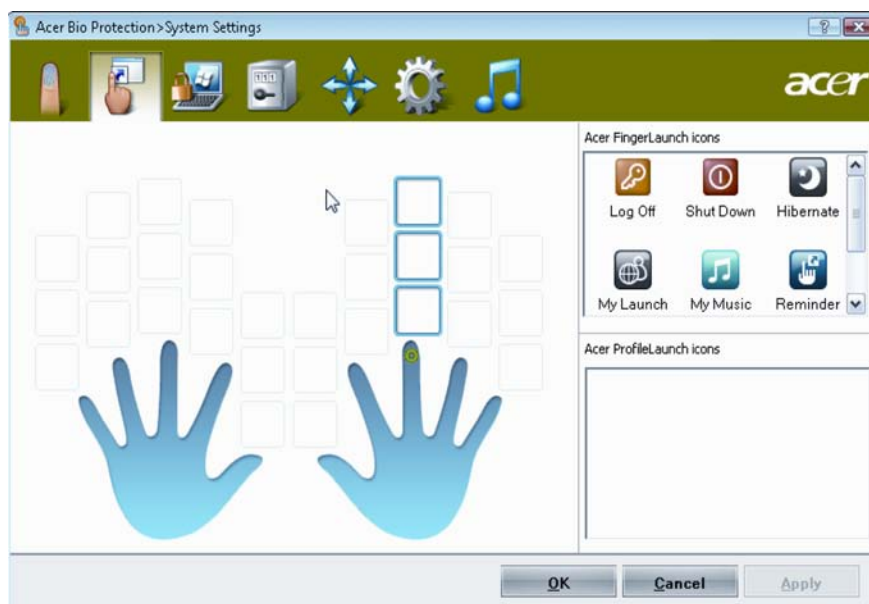 Acer Bio Protection>System Settings
acer
Acer FingerLaunch icons
Log Off Shut Down Hibernate
My Launch My Music Reminder
Acer ProfileLaunch icons
OK Cancel Apply